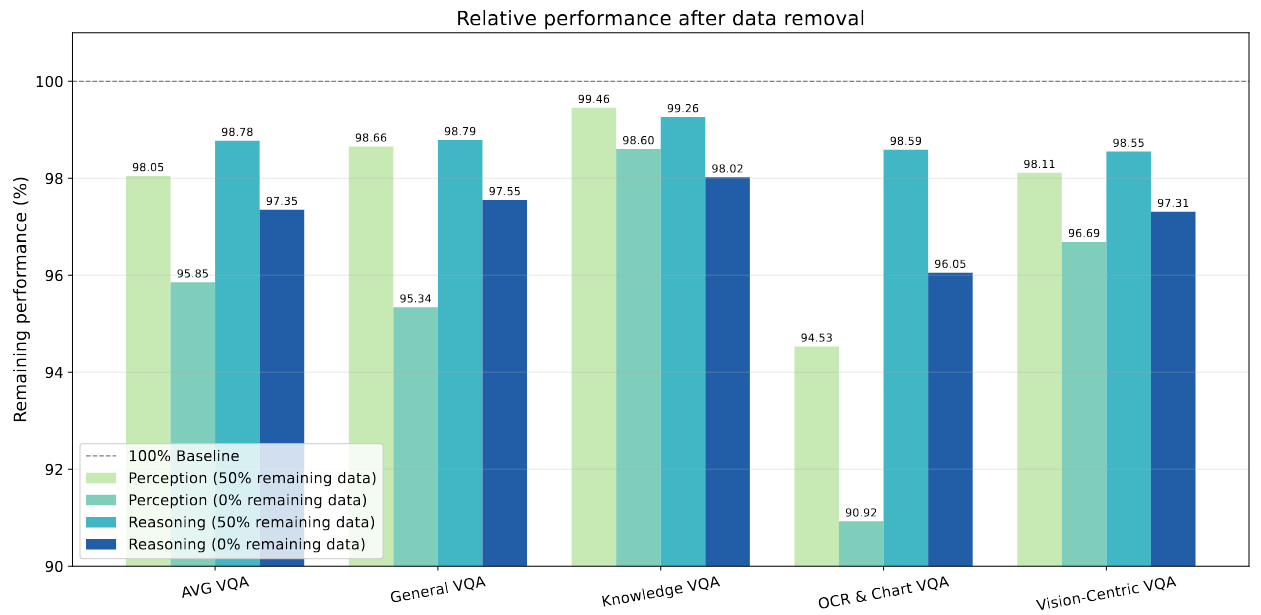 Relative performance after data removal
Remaining performance (%)
100
98
96
94
92
90
98.05
95.85
98.78
97.35
98.66
95.34
98.79
97.55
99.46
98.60
99.26
98.02
94.53
90.92
98.59
96.05
98.11
96.69
98.55
97.31
100% Baseline
Perception (50% remaining data)
Perception (0% remaining data)
Reasoning (50% remaining data)
Reasoning (0% remaining data)
AVG VQA
General VQA
Knowledge VQA
OCR & Chart VQA
Vision-Centric VQA